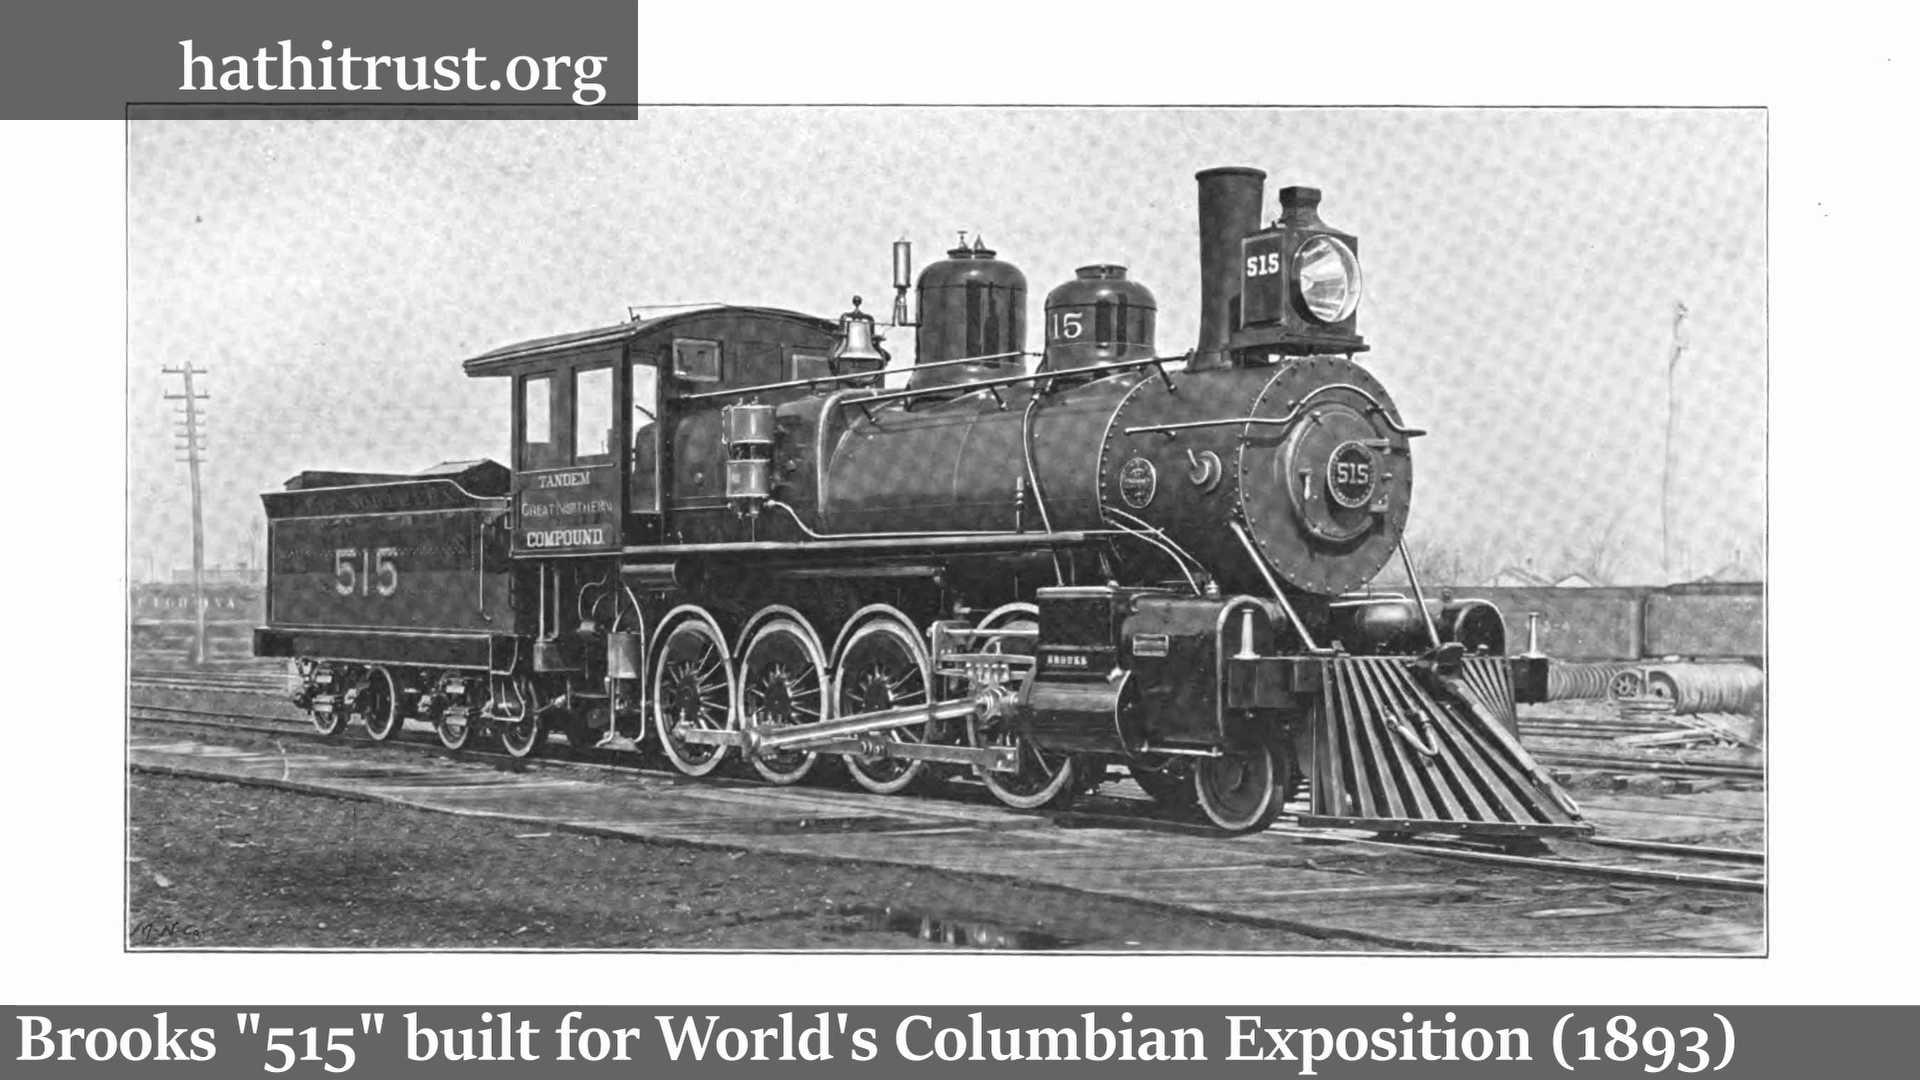 hathitrust.org
515
15
515
TANDEM
GREAT NORTHERN
COMPOUND.
515
BROOKS
M. N. Co.
Brooks "515" built for World's Columbian Exposition (1893)